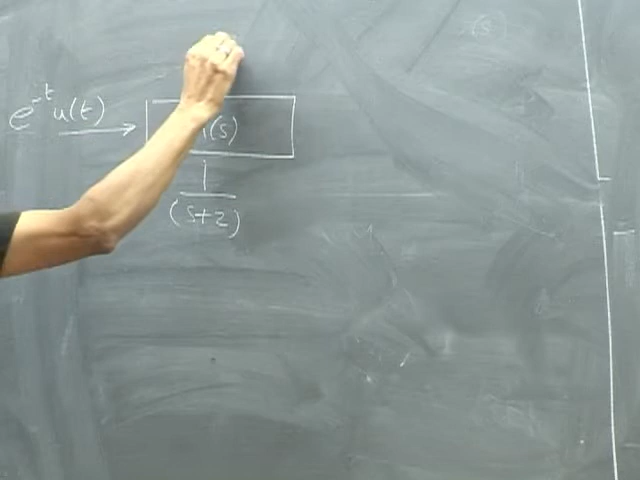 e^-t u(t)
(s)
1
(s+2)